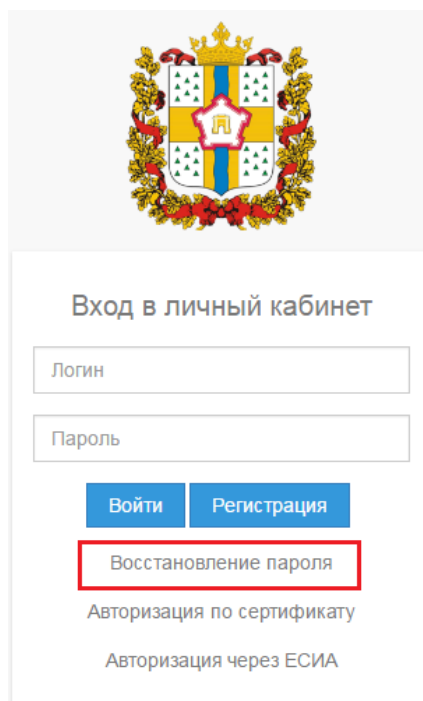 Вход в личный кабинет
Логин
Пароль
Войти Регистрация
Восстановление пароля
Авторизация по сертификату
Авторизация через ЕСИА